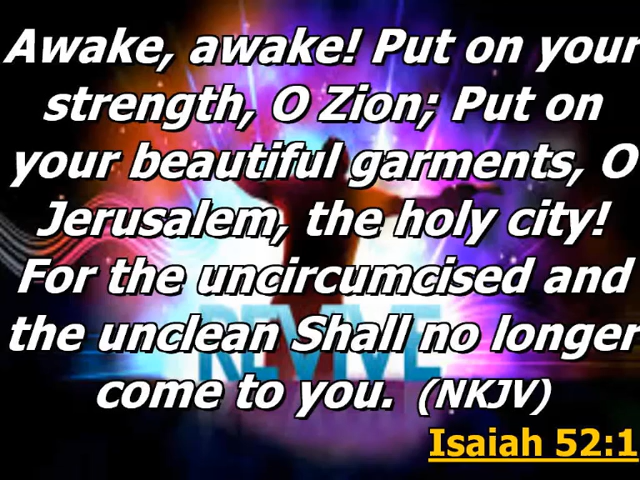 Awake, awake! Put on your
strength, O Zion; Put on
your beautiful garments, O
Jerusalem, the holy city!
For the uncircumcised and
the unclean Shall no longer
REVIVE
come to you. (NKJV)
Isaiah 52:1